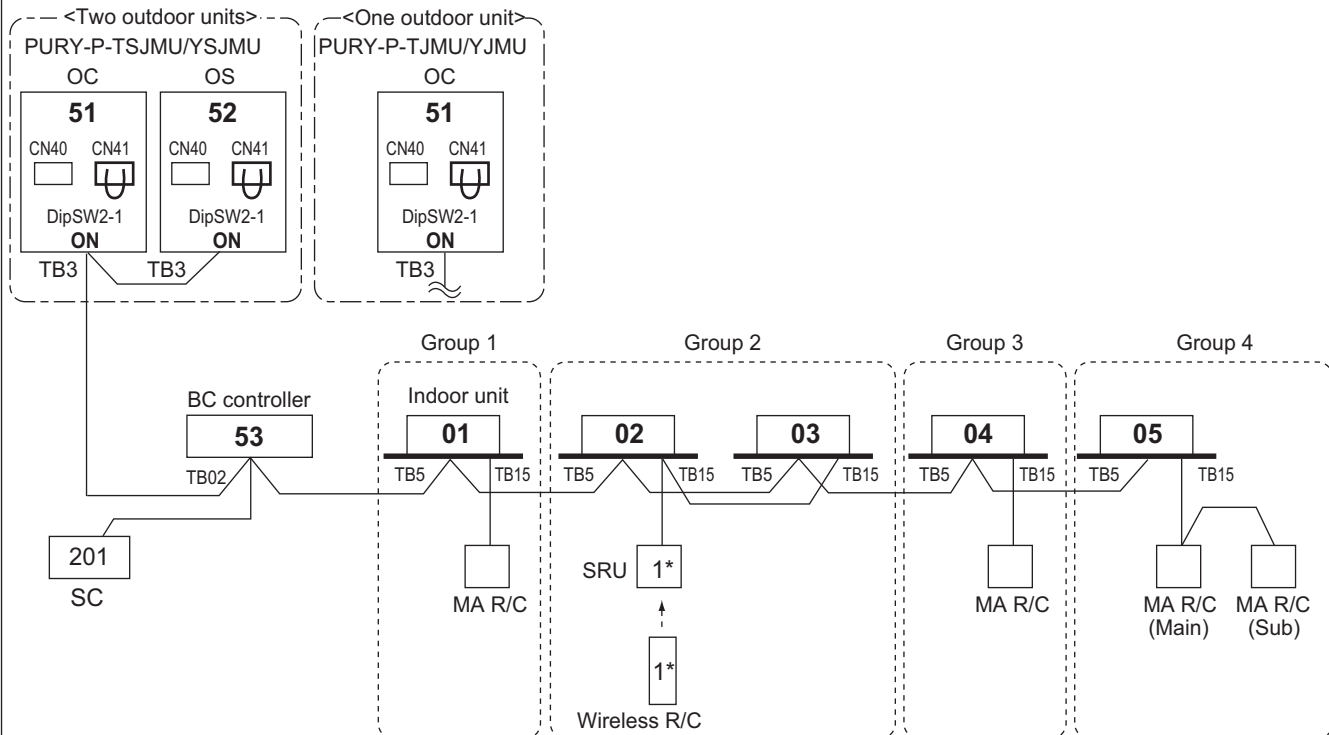 <Two outdoor units> <One outdoor unit>
PURY-P-TSJMU/YSJMU PURY-P-TJMU/YJMU
OC OS OC
51 52 51
CN40 CN41 CN40 CN41 CN40 CN41
DipSW2-1 DipSW2-1 DipSW2-1
ON ON ON
TB3 TB3 TB3
Group 1 Group 2 Group 3 Group 4
BC controller Indoor unit
53 01 02 03 04 05
TB02 TB5 TB15 TB5 TB15 TB5 TB15 TB5 TB15 TB5 TB15
201 SRU 1*
SC MA R/C MA R/C MA R/C MA R/C
(Main) (Sub)
1*
Wireless R/C